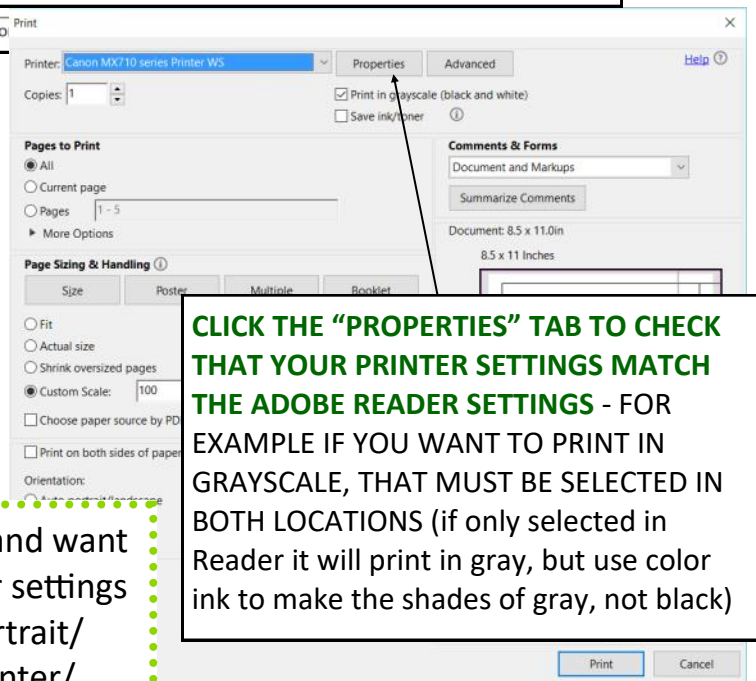 Print
Printer: Canon MX710 series Printer WS Properties Advanced Help
Copies: 1 Print in grayscale (black and white)
Save ink/toner
Pages to Print Comments & Forms
All Document and Markups
Current page
Pages 1 - 5 Summarize Comments
More Options Document: 8.5 x 11.0in
8.5 x 11 Inches
Page Sizing & Handling
Size Poster Multiple Booklet
Fit
Actual size
Shrink oversized pages
Custom Scale: 100
Choose paper source by PD
Print on both sides of paper
Orientation:
Auto portrait/landscape
CLICK THE “PROPERTIES” TAB TO CHECK
THAT YOUR PRINTER SETTINGS MATCH
THE ADOBE READER SETTINGS - FOR
EXAMPLE IF YOU WANT TO PRINT IN
GRAYSCALE, THAT MUST BE SELECTED IN
BOTH LOCATIONS (if only selected in
Reader it will print in gray, but use color
ink to make the shades of gray, not black)
and want
settings
trait/
Print Cancel